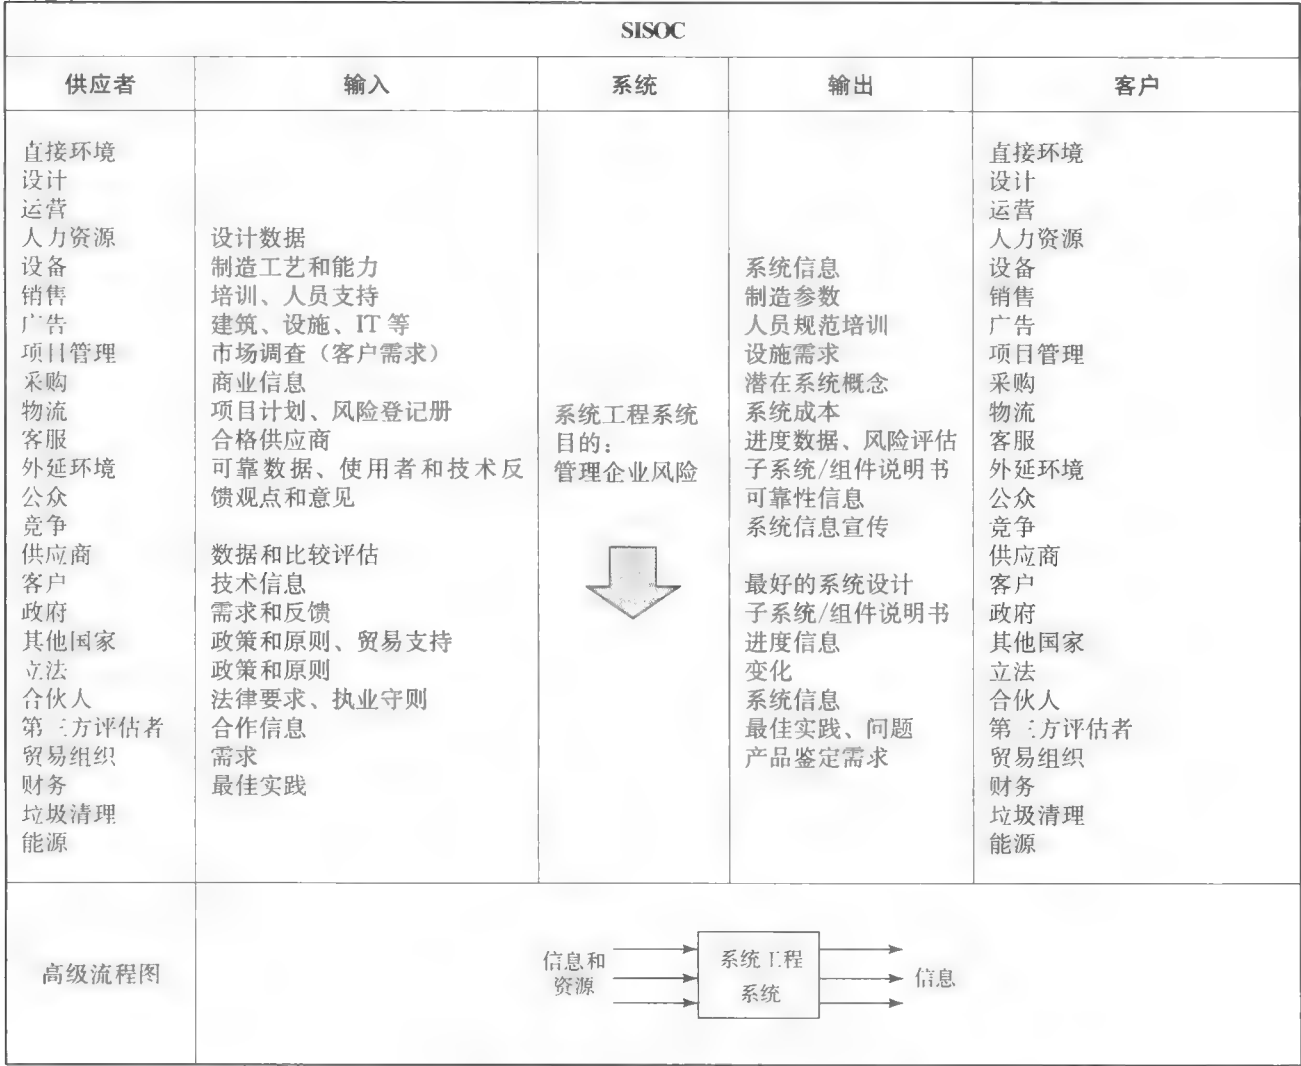 SISOC
供应者
输入
系统
输出
客户
直接环境
设计
运营
人力资源
设备
销售
广告
项目管理
采购
物流
客服
外延环境
公众
竞争
供应商
客户
政府
其他国家
立法
合伙人
第三方评估者
贸易组织
财务
垃圾清理
能源
设计数据
制造工艺和能力
培训、人员支持
建筑、设施、IT 等
市场调查（客户需求）
商业信息
项目计划、风险登记册
合格供应商
可靠数据、使用者和技术反
馈观点和意见
数据和比较评估
技术信息
需求和反馈
政策和原则、贸易支持
政策和原则
法律要求、执业守则
合作信息
需求
最佳实践
系统工程系统
目的：
管理企业风险
系统信息
制造参数
人员规范培训
设施需求
潜在系统概念
系统成本
进度数据、风险评估
子系统/组件说明书
可靠性信息
系统信息宣传
最好的系统设计
子系统/组件说明书
进度信息
变化
系统信息
最佳实践、问题
产品鉴定需求
直接环境
设计
运营
人力资源
设备
销售
广告
项目管理
采购
物流
客服
外延环境
公众
竞争
供应商
客户
政府
其他国家
立法
合伙人
第三方评估者
贸易组织
财务
垃圾清理
能源
高级流程图
信息和
资源
系统工程
系统
信息